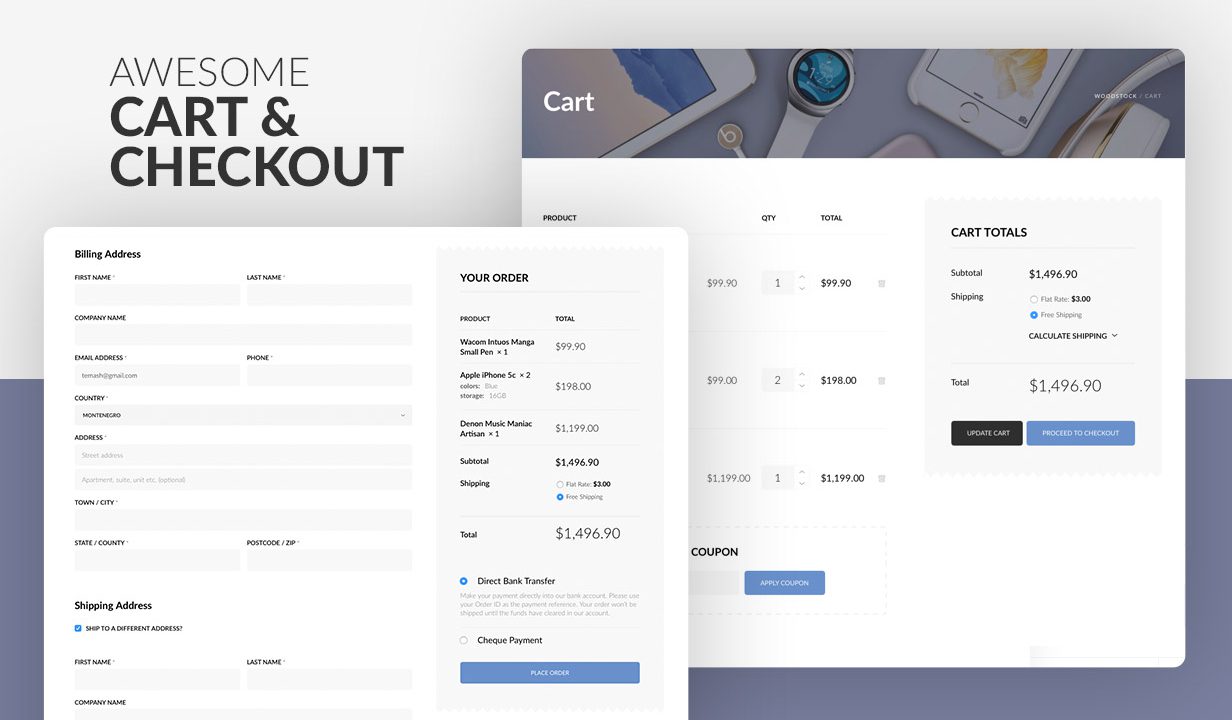 AWESOME
CART &
CHECKOUT
Cart
WOODSTOCK / CART
PRODUCT
QTY
TOTAL
$99.90
1
$99.90
$99.00
2
$198.00
$1,199.00
1
$1,199.00
COUPON
APPLY COUPON
CART TOTALS
Subtotal
$1,496.90
Shipping
Flat Rate: $3.00
Free Shipping
CALCULATE SHIPPING
Total
$1,496.90
UPDATE CART
PROCEED TO CHECKOUT
Billing Address
FIRST NAME *
LAST NAME *
COMPANY NAME
EMAIL ADDRESS *
PHONE *
temash@gmail.com
COUNTRY *
MONTENEGRO
ADDRESS *
Street address
Apartment, suite, unit etc. (optional)
TOWN / CITY *
STATE / COUNTY *
POSTCODE / ZIP *
Shipping Address
SHIP TO A DIFFERENT ADDRESS?
FIRST NAME *
LAST NAME *
COMPANY NAME
YOUR ORDER
PRODUCT
TOTAL
Wacom Intuos Manga
Small Pen × 1
$99.90
Apple iPhone 5c × 2
colors: Blue
storage: 16GB
$198.00
Denon Music Maniac
Artisan × 1
$1,199.00
Subtotal
$1,496.90
Shipping
Flat Rate: $3.00
Free Shipping
Total
$1,496.90
Direct Bank Transfer
Make your payment directly into our bank account. Please use
your Order ID as the payment reference. Your order won't be
shipped until the funds have cleared in our account.
Cheque Payment
PLACE ORDER